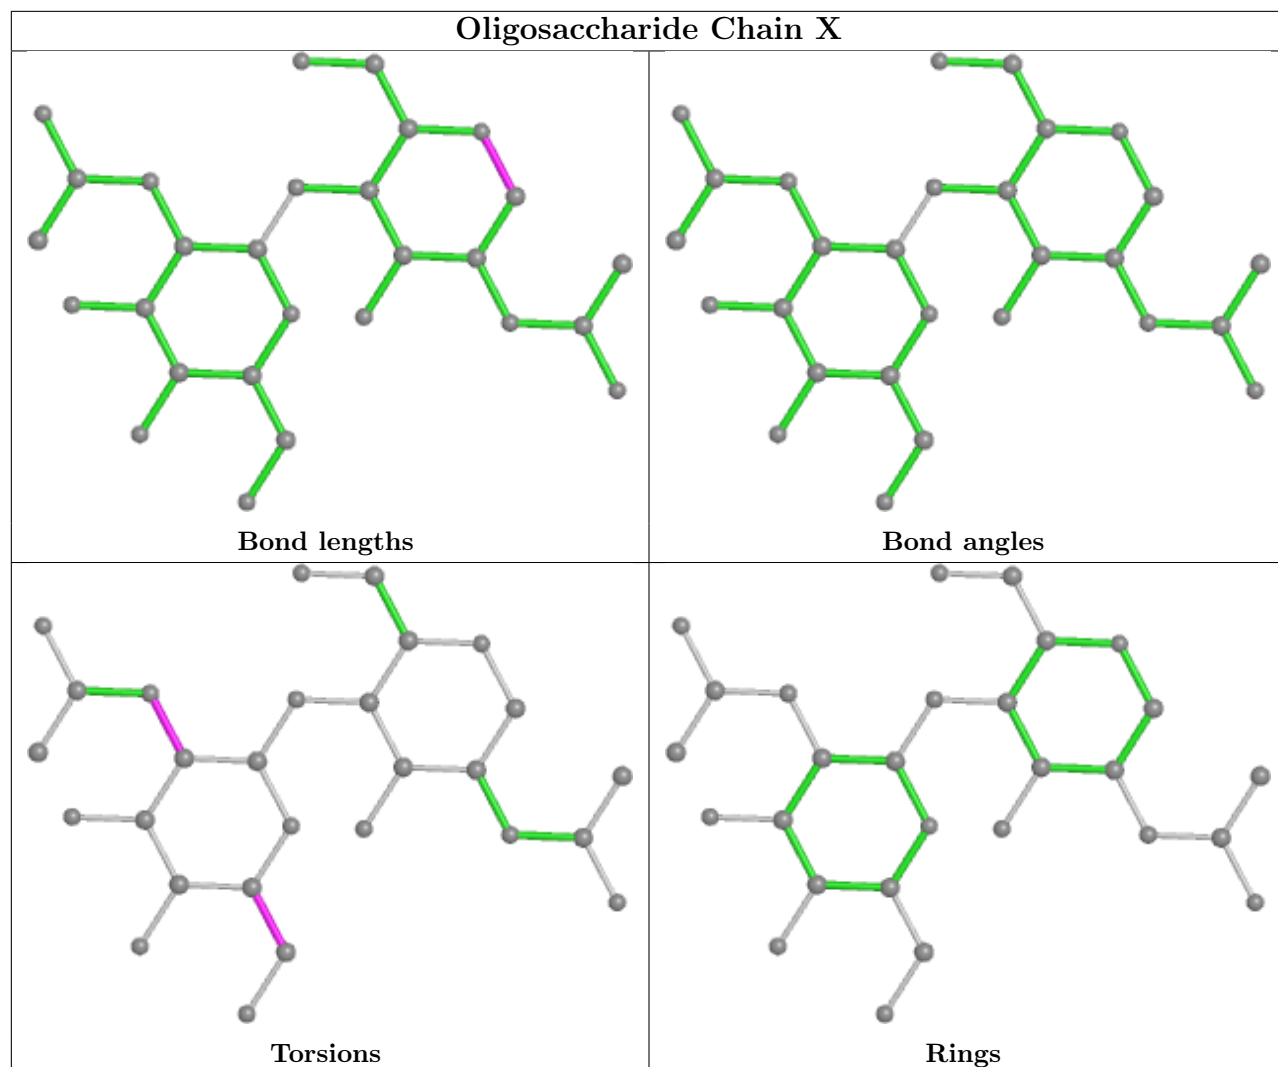 Oligosaccharide Chain X
Bond lengths
Bond angles
Torsions
Rings